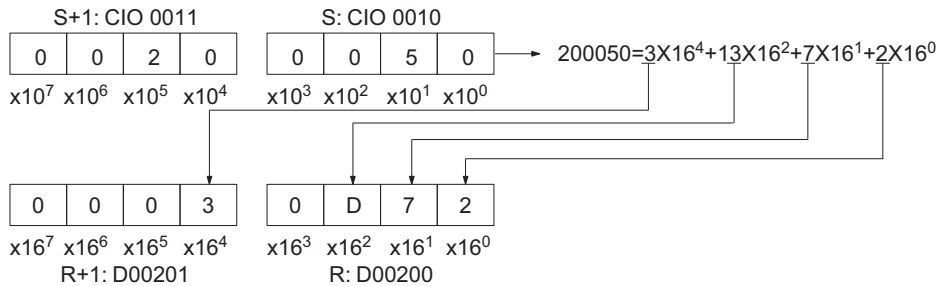 S+1: CIO 0011 S: CIO 0010
0 0 2 0 0 0 5 0 200050=3X16⁴+13X16²+7X16¹+2X16⁰
x10⁷ x10⁶ x10⁵ x10⁴ x10³ x10² x10¹ x10⁰
0 0 0 3 0 D 7 2
x16⁷ x16⁶ x16⁵ x16⁴ x16³ x16² x16¹ x16⁰
R+1: D00201 R: D00200